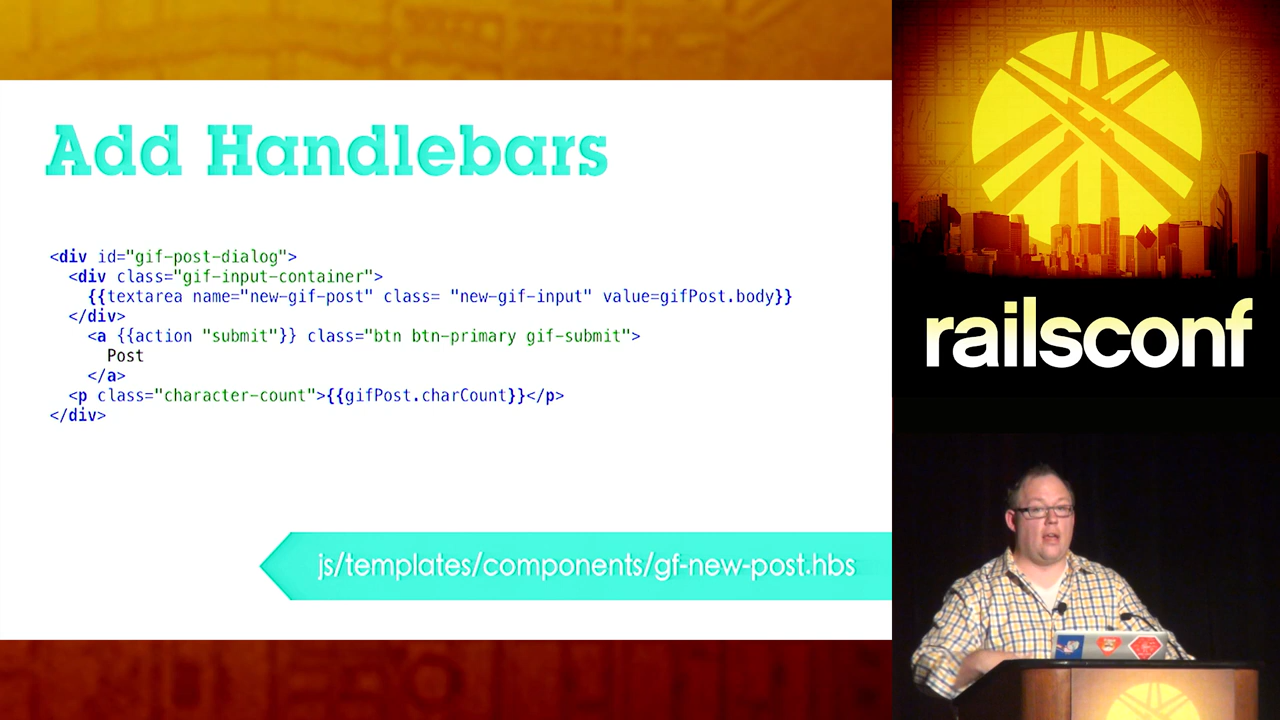 Add Handlebars
<div id="gif-post-dialog">
<div class="gif-input-container">
{{textarea name="new-gif-post" class= "new-gif-input" value=gifPost.body}}
</div>
<a {{action "submit"}} class="btn btn-primary gif-submit">
Post
</a>
<p class="character-count">{{gifPost.charCount}}</p>
</div>
js/templates/components/gf-new-post.hbs
railsconf